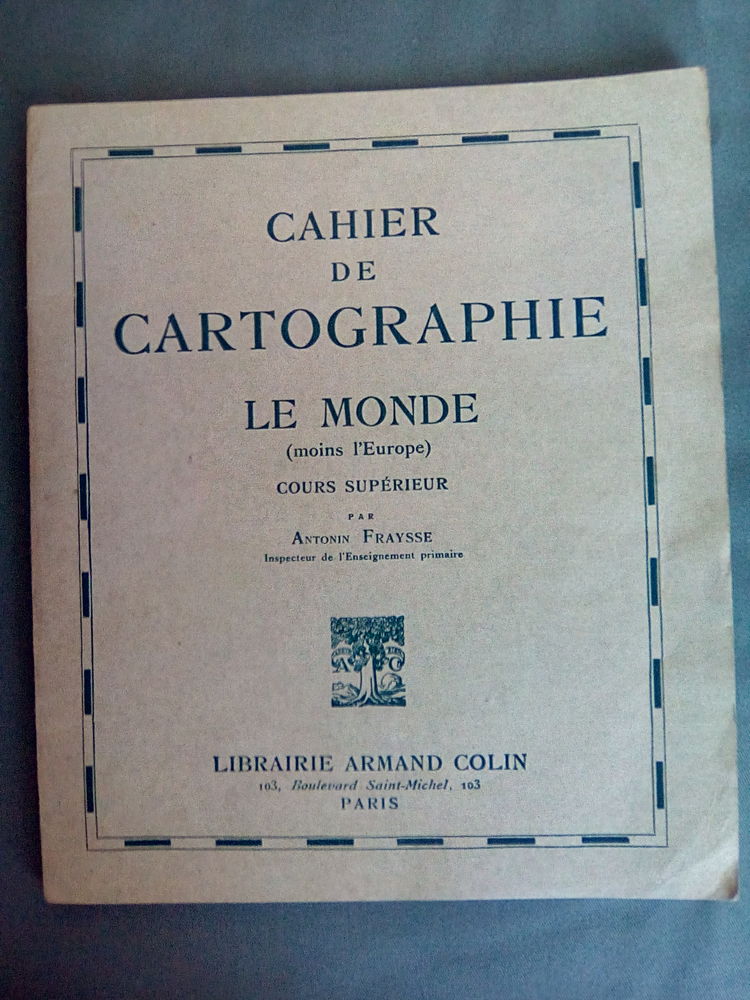 CAHIER
DE
CARTOGRAPHIE
LE MONDE
(moins l'Europe)
COURS SUPÉRIEUR
PAR
ANTONIN FRAYSSE
Inspecteur de l'Enseignement primaire
A C
LIBRAIRIE ARMAND COLIN
103, Boulevard Saint-Michel, 103
PARIS